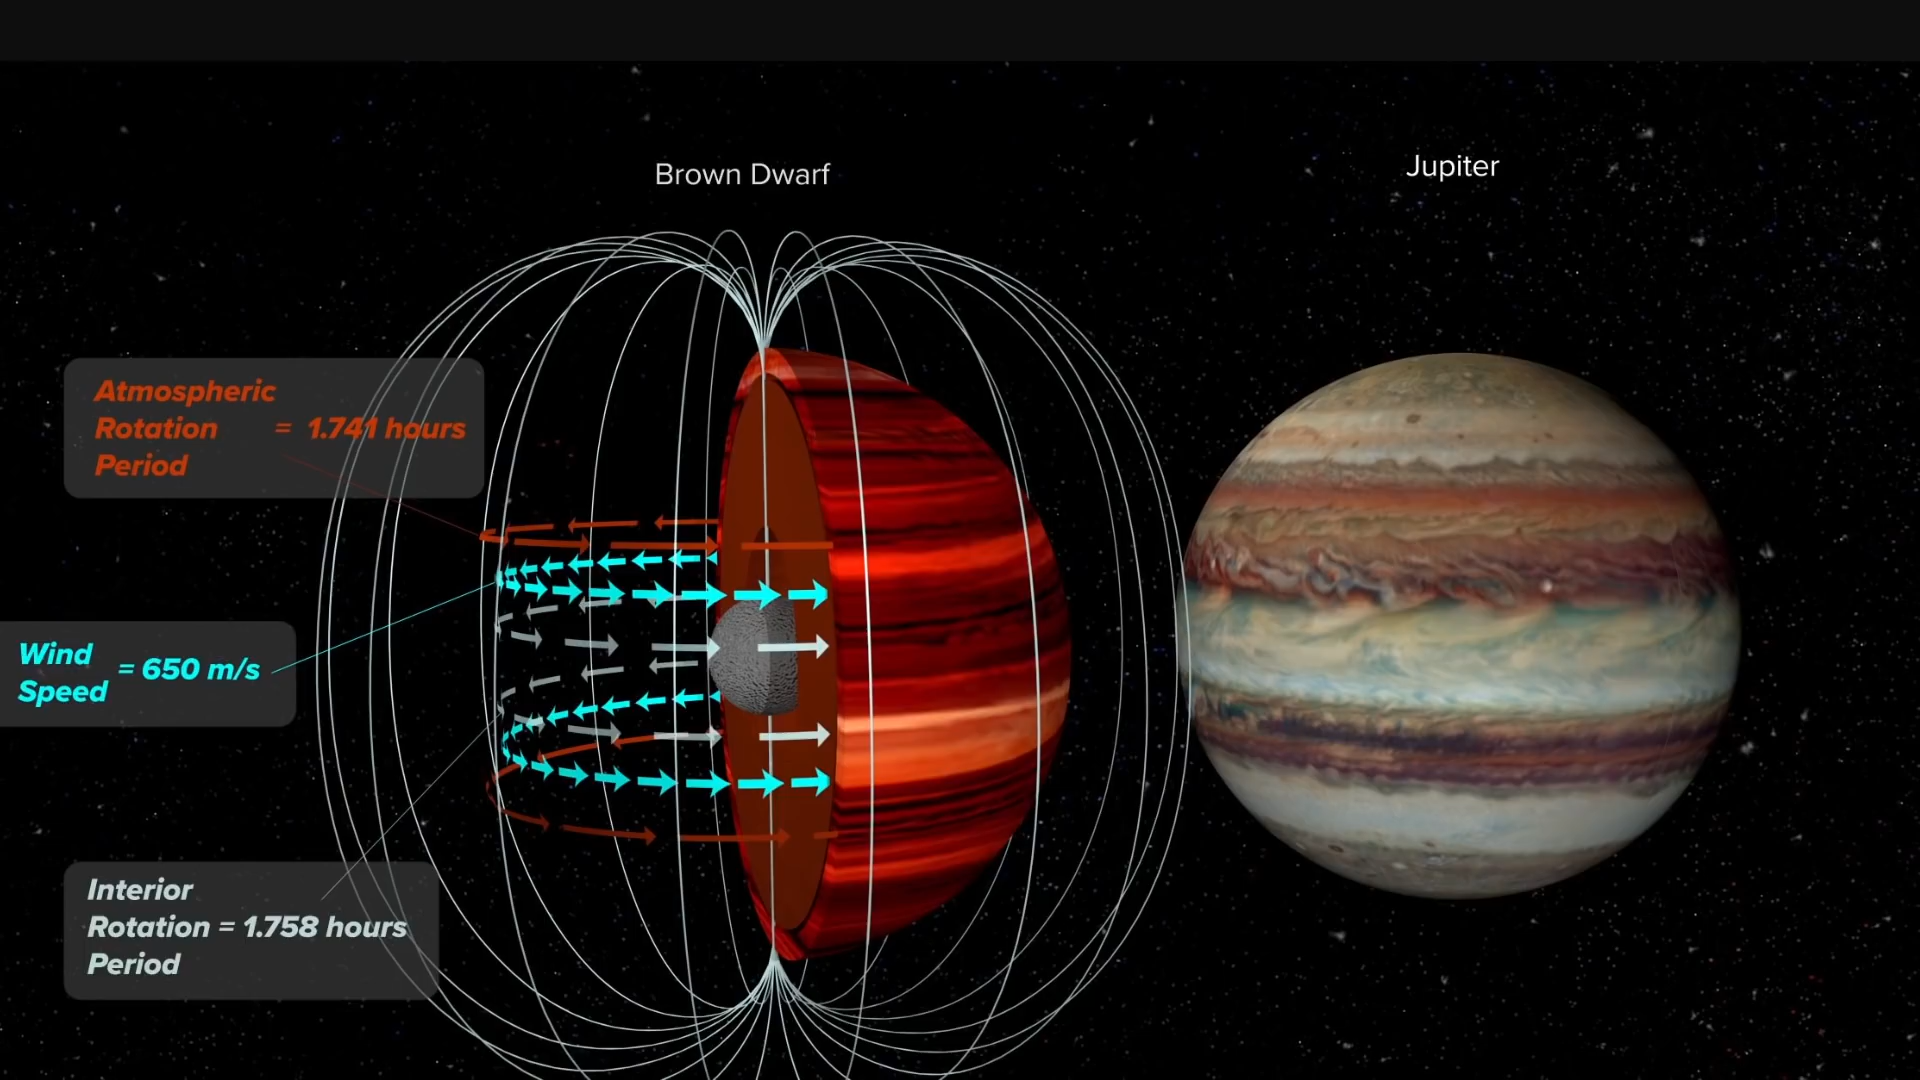 Brown Dwarf
Jupiter
Atmospheric
Rotation = 1.741 hours
Period
Wind
= 650 m/s
Speed
Interior
Rotation = 1.758 hours
Period